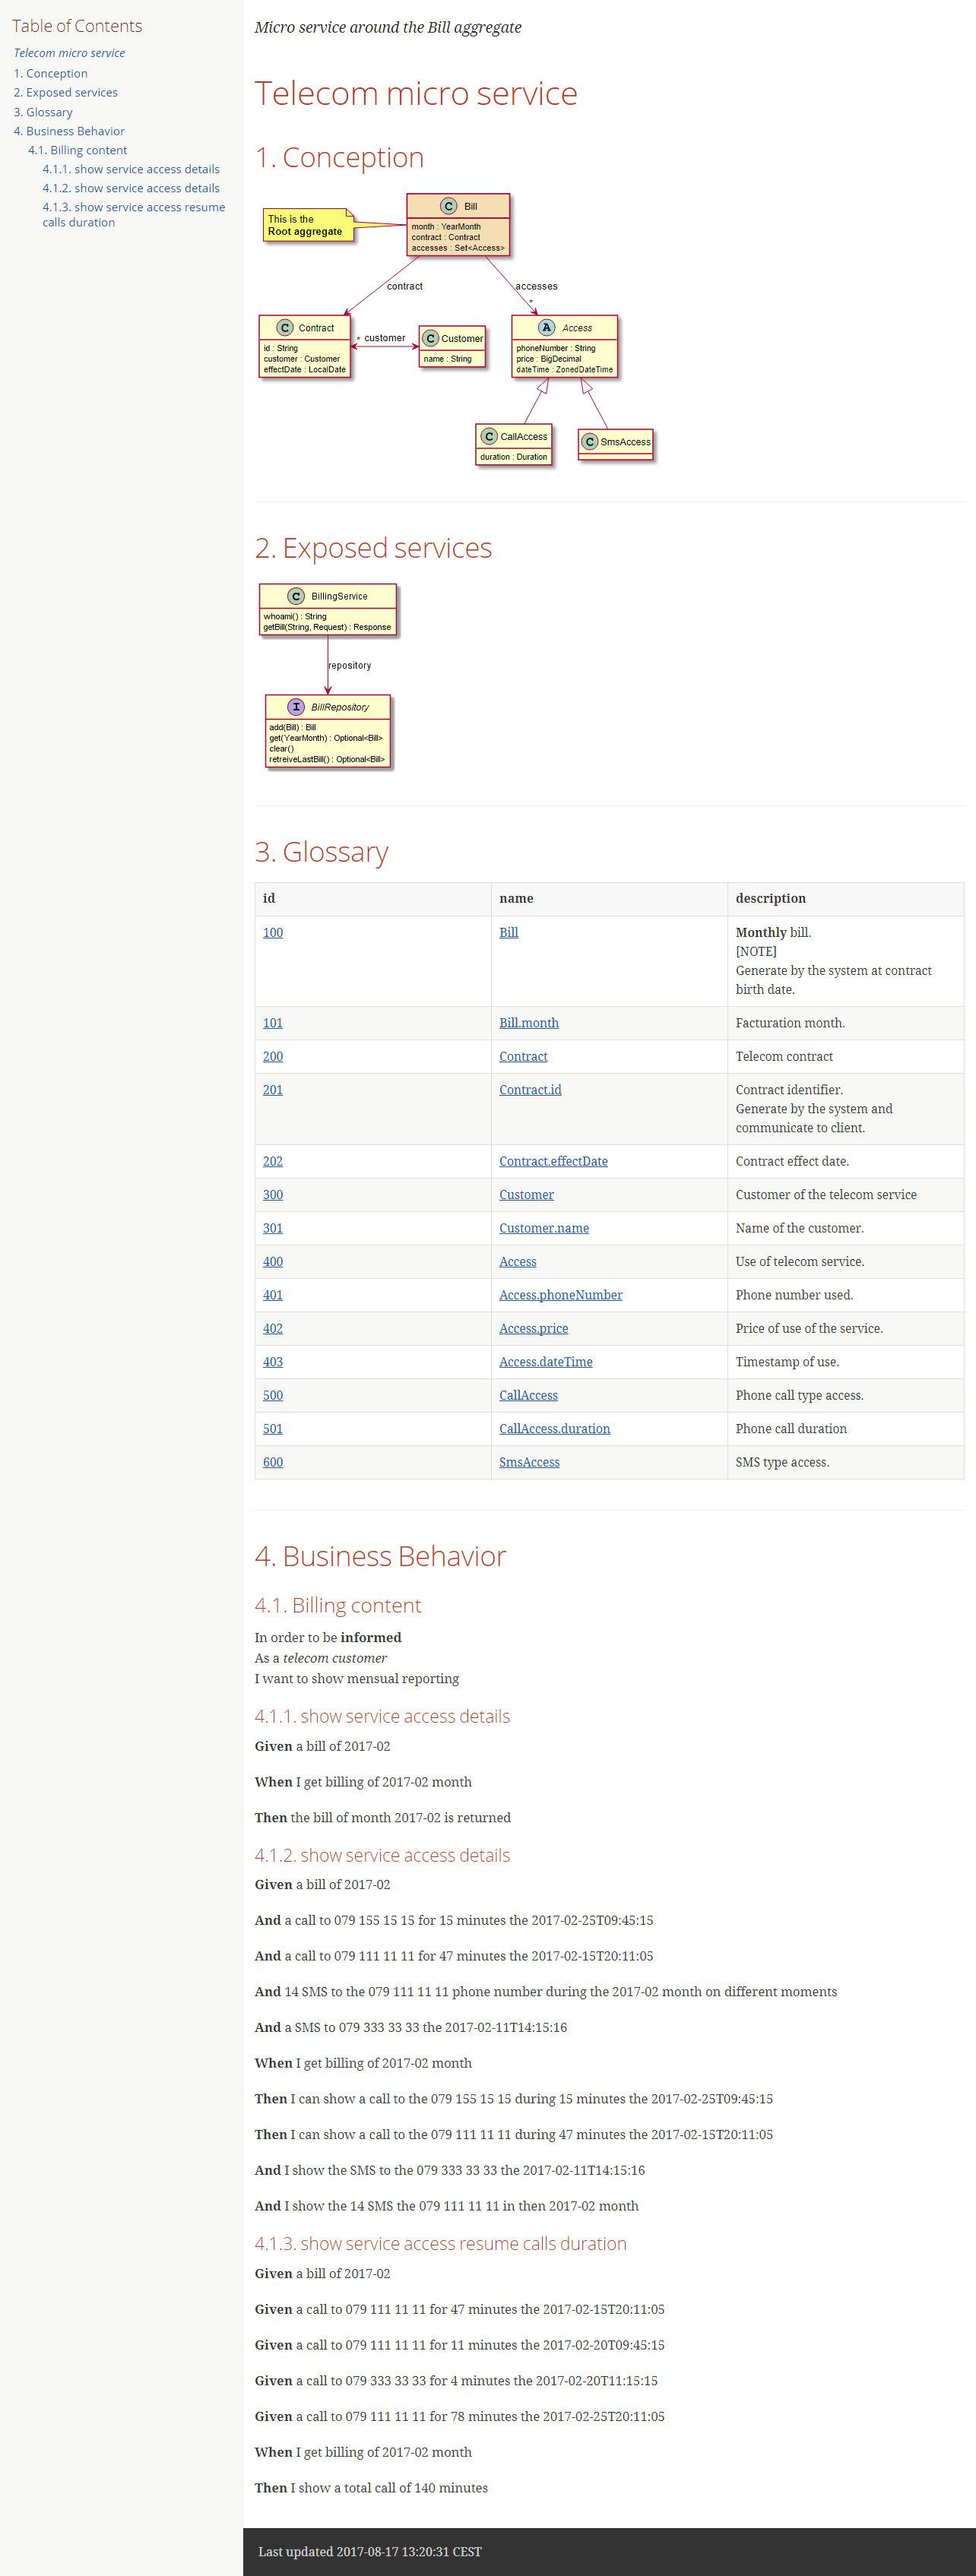 Table of Contents
Telecom micro service
1. Conception
2. Exposed services
3. Glossary
4. Business Behavior
4.1. Billing content
4.1.1. show service access details
4.1.2. show service access details
4.1.3. show service access resume
calls duration
Micro service around the Bill aggregate
Telecom micro service
1. Conception
This is the
Root aggregate
C Bill
month : YearMonth
contract : Contract
accesses : Set<Access>
contract
accesses
*
C Contract
id : String
customer : Customer
effectDate : LocalDate
* customer
C Customer
name : String
A Access
phoneNumber : String
price : BigDecimal
dateTime : ZonedDateTime
C CallAccess
duration : Duration
C SmsAccess
2. Exposed services
C BillingService
whoami() : String
getBill(String, Request) : Response
repository
I BillRepository
add(Bill) : Bill
get(YearMonth) : Optional<Bill>
clear()
retreiveLastBill() : Optional<Bill>
3. Glossary
id name description
100 Bill Monthly bill.
[NOTE]
Generate by the system at contract
birth date.
101 Bill.month Facturation month.
200 Contract Telecom contract
201 Contract.id Contract identifier.
Generate by the system and
communicate to client.
202 Contract.effectDate Contract effect date.
300 Customer Customer of the telecom service
301 Customer.name Name of the customer.
400 Access Use of telecom service.
401 Access.phoneNumber Phone number used.
402 Access.price Price of use of the service.
403 Access.dateTime Timestamp of use.
500 CallAccess Phone call type access.
501 CallAccess.duration Phone call duration
600 SmsAccess SMS type access.
4. Business Behavior
4.1. Billing content
In order to be informed
As a telecom customer
I want to show mensual reporting
4.1.1. show service access details
Given a bill of 2017-02
When I get billing of 2017-02 month
Then the bill of month 2017-02 is returned
4.1.2. show service access details
Given a bill of 2017-02
And a call to 079 155 15 15 for 15 minutes the 2017-02-25T09:45:15
And a call to 079 111 11 11 for 47 minutes the 2017-02-15T20:11:05
And 14 SMS to the 079 111 11 11 phone number during the 2017-02 month on different moments
And a SMS to 079 333 33 33 the 2017-02-11T14:15:16
When I get billing of 2017-02 month
Then I can show a call to the 079 155 15 15 during 15 minutes the 2017-02-25T09:45:15
Then I can show a call to the 079 111 11 11 during 47 minutes the 2017-02-15T20:11:05
And I show the SMS to the 079 333 33 33 the 2017-02-11T14:15:16
And I show the 14 SMS the 079 111 11 11 in then 2017-02 month
4.1.3. show service access resume calls duration
Given a bill of 2017-02
Given a call to 079 111 11 11 for 47 minutes the 2017-02-15T20:11:05
Given a call to 079 111 11 11 for 11 minutes the 2017-02-20T09:45:15
Given a call to 079 333 33 33 for 4 minutes the 2017-02-20T11:15:15
Given a call to 079 111 11 11 for 78 minutes the 2017-02-25T20:11:05
When I get billing of 2017-02 month
Then I show a total call of 140 minutes
Last updated 2017-08-17 13:20:31 CEST